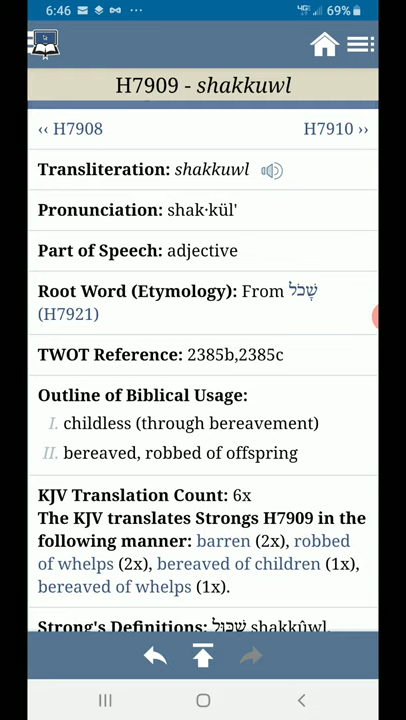 6:46 69%
H7909 - shakkuwl
‹‹ H7908 H7910 ››
Transliteration: shakkuwl
Pronunciation: shak·kül'
Part of Speech: adjective
Root Word (Etymology): From שָׁכֹל
(H7921)
TWOT Reference: 2385b,2385c
Outline of Biblical Usage:
I. childless (through bereavement)
II. bereaved, robbed of offspring
KJV Translation Count: 6x
The KJV translates Strongs H7909 in the
following manner: barren (2x), robbed
of whelps (2x), bereaved of children (1x),
bereaved of whelps (1x).
Strong's Definitions: שַׁכּוּל shakkûwl,